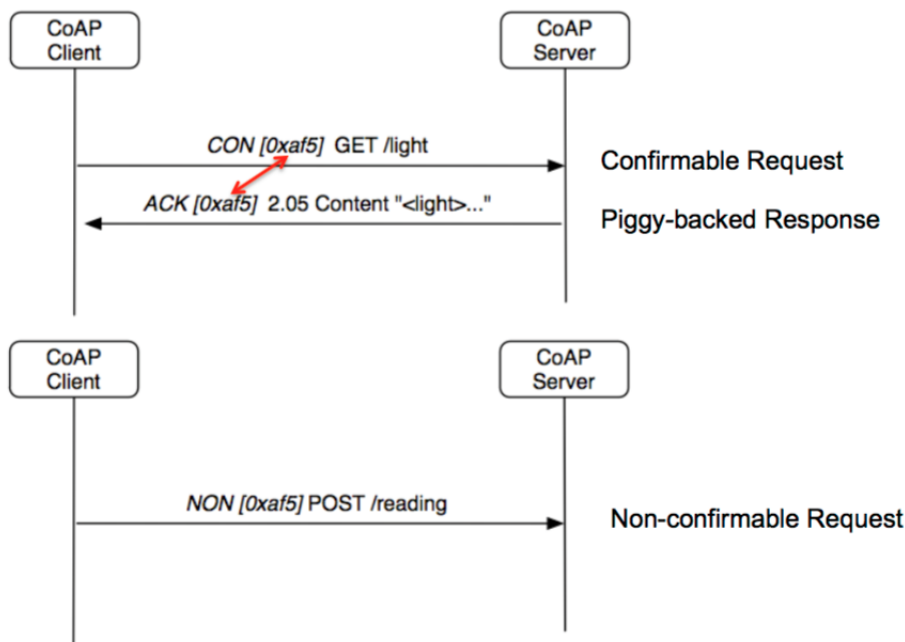 CoAP
Client
CoAP
Server
CON [0xaf5] GET /light
Confirmable Request
ACK [0xaf5] 2.05 Content "<light>..."
Piggy-backed Response
CoAP
Client
CoAP
Server
NON [0xaf5] POST /reading
Non-confirmable Request